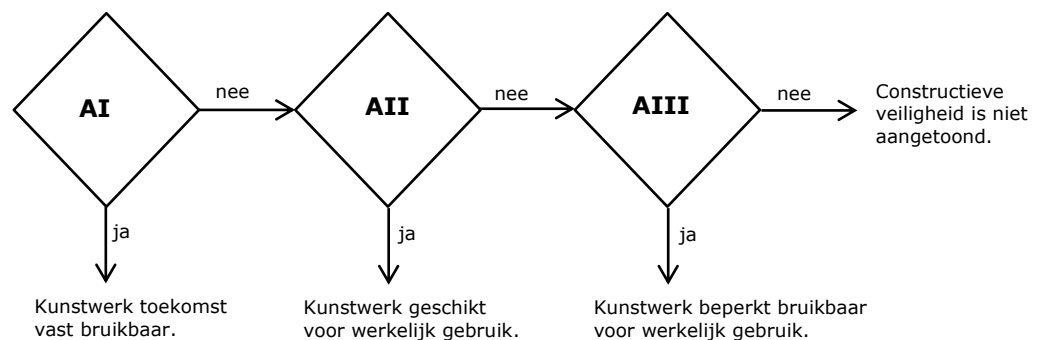 AI
nee
AII
nee
AIII
nee
Constructieve
veiligheid is niet
aangetoond.
ja
ja
ja
Kunstwerk toekomst
vast bruikbaar.
Kunstwerk geschikt
voor werkelijk gebruik.
Kunstwerk beperkt bruikbaar
voor werkelijk gebruik.